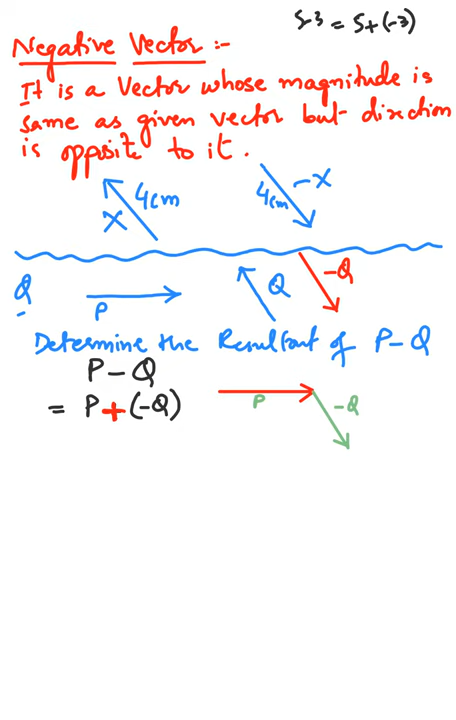 5-3 = 5+(-3)
Negative Vector :-
It is a Vector whose magnitude is
same as given vector but direction
is opposite to it.
X 4cm 4cm -X
Q P Q -Q
Determine the Resultant of P-Q
P-Q
= P+(-Q) P -Q